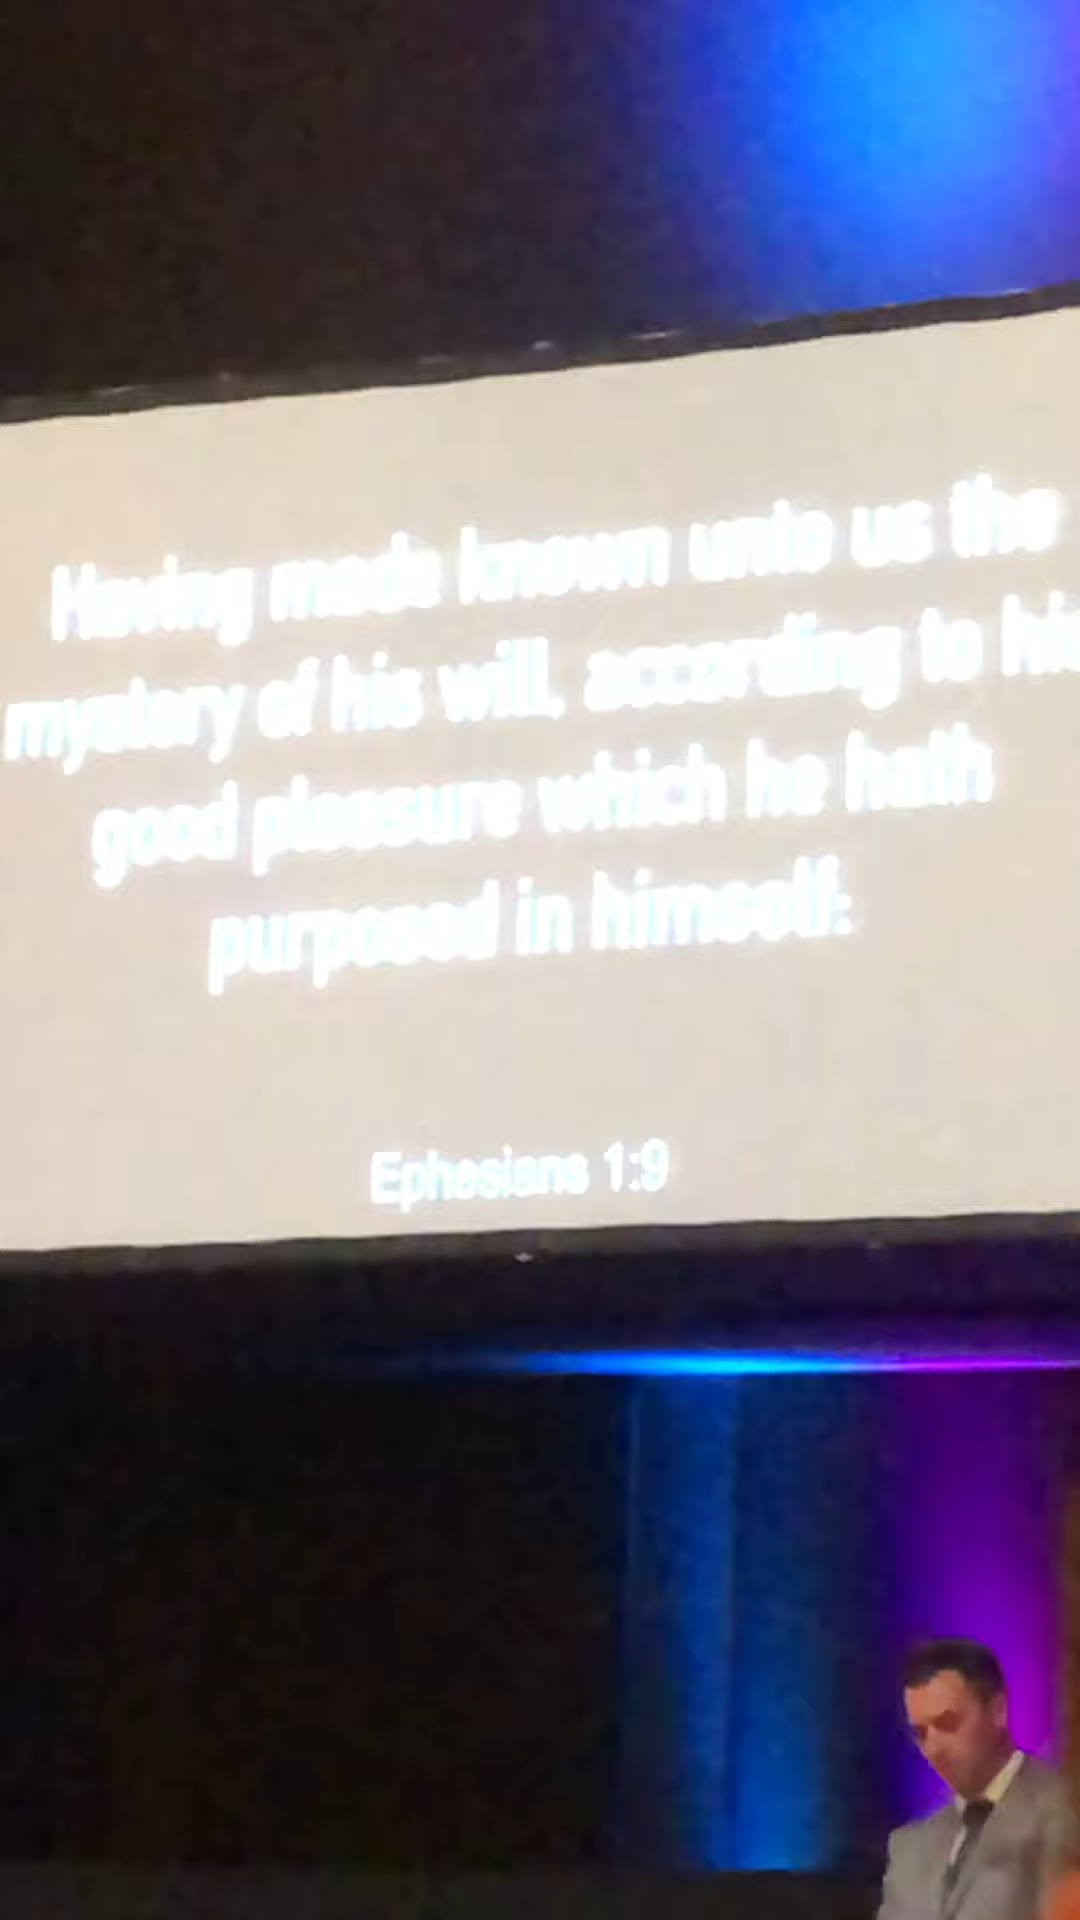 Having made known unto us the
mystery of his will, according to his
good pleasure which he hath
purposed in himself:
Ephesians 1:9